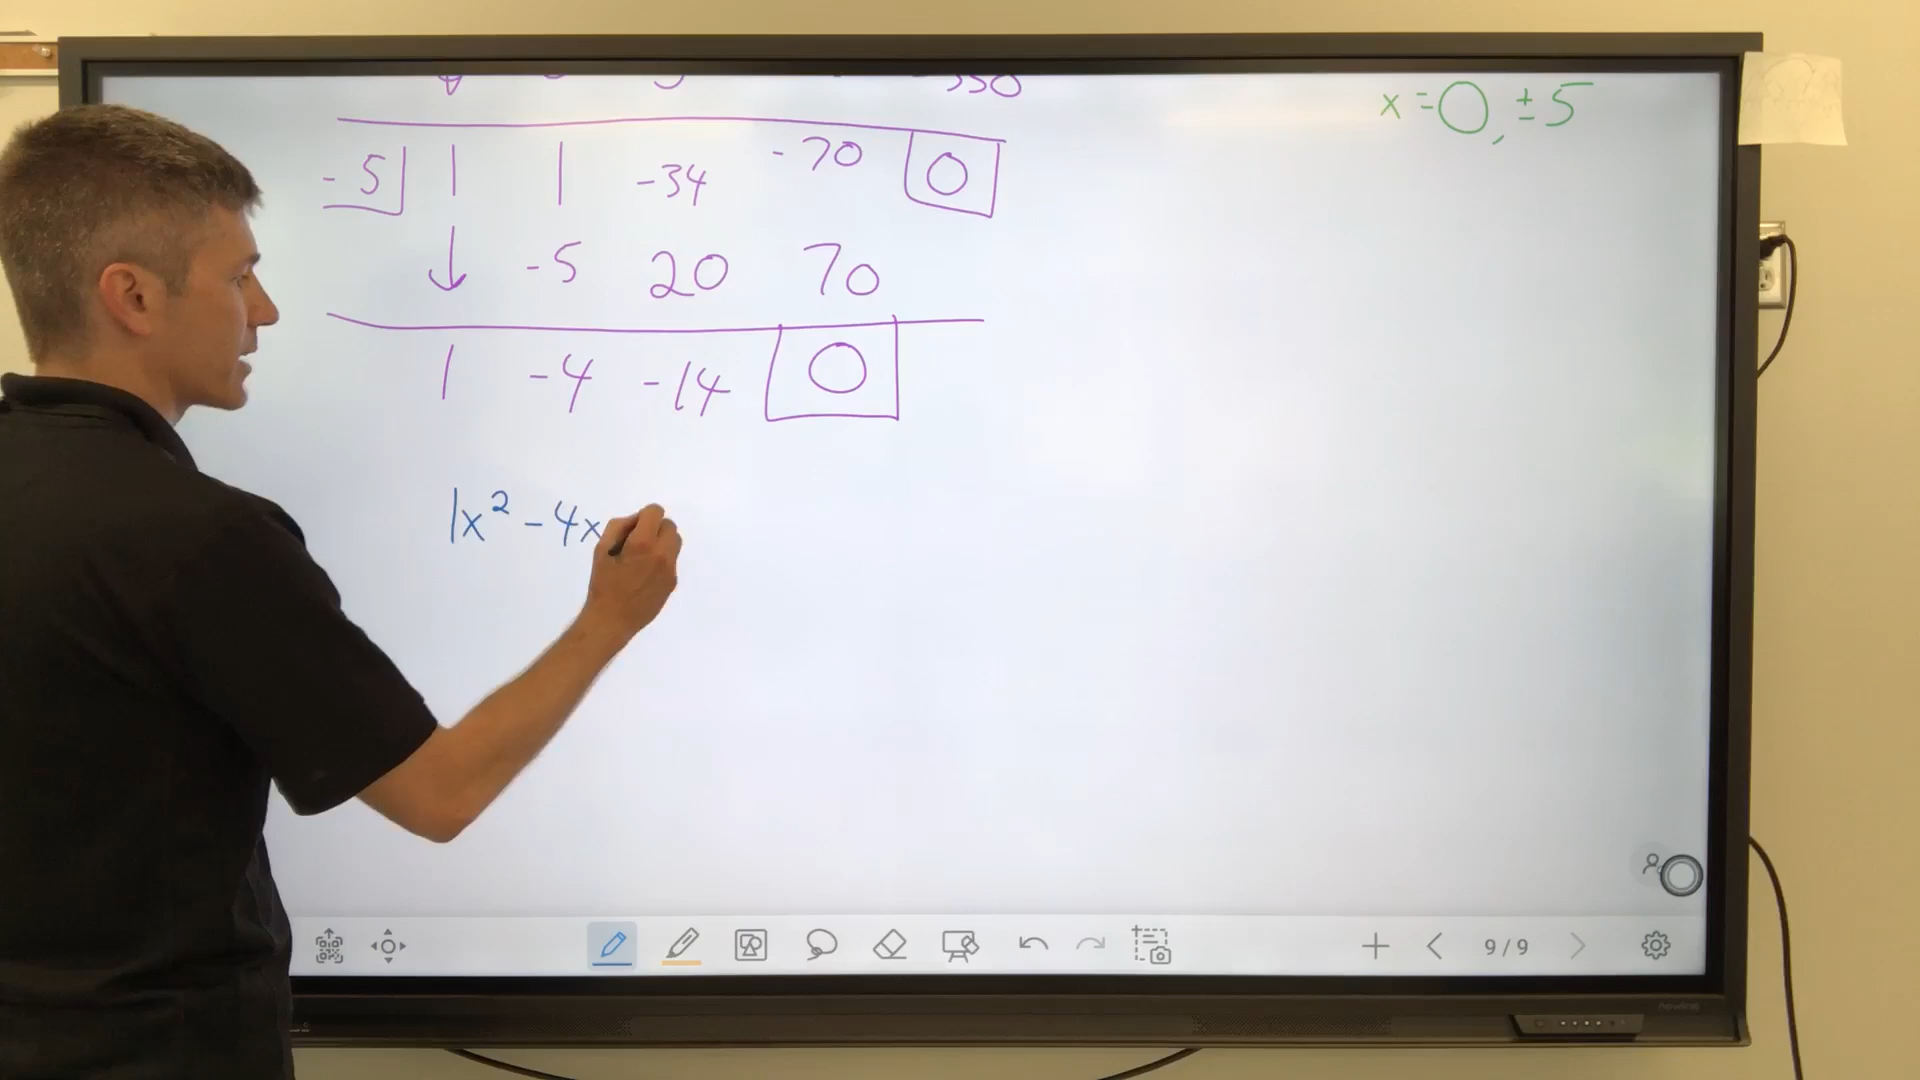 350
x = 0, ± 5
-5 1 1 -34 -70 0
↓ -5 20 70
1 -4 -14 0
1x² - 4x
9 / 9